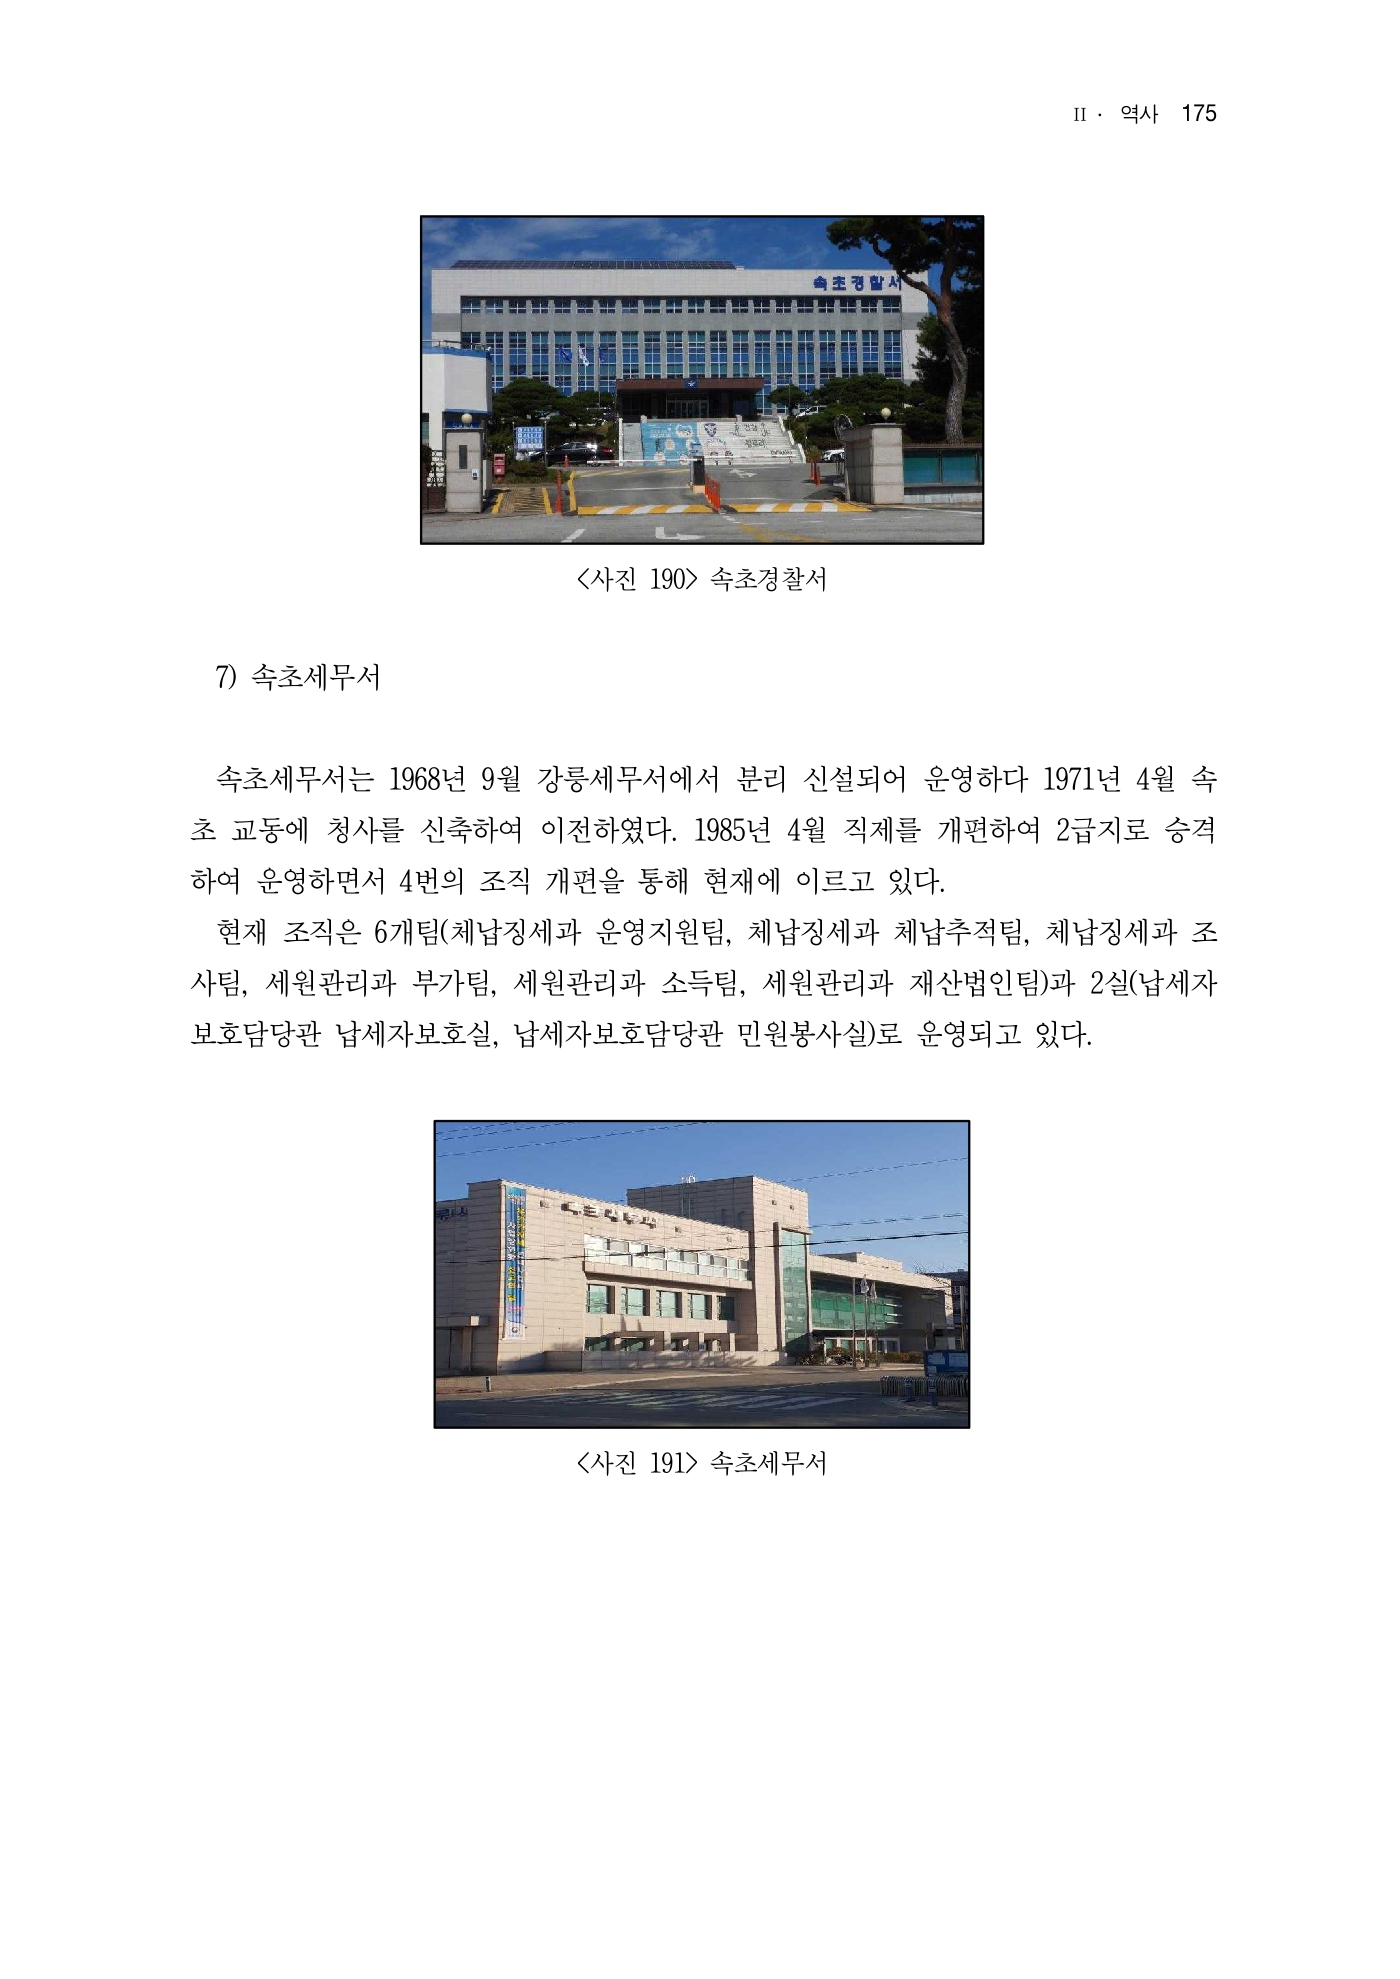 II · 역사 175
속초경찰서
<사진 190> 속초경찰서
7) 속초세무서
속초세무서는 1968년 9월 강릉세무서에서 분리 신설되어 운영하다 1971년 4월 속
초 교동에 청사를 신축하여 이전하였다. 1985년 4월 직제를 개편하여 2급지로 승격
하여 운영하면서 4번의 조직 개편을 통해 현재에 이르고 있다.
현재 조직은 6개팀(체납징세과 운영지원팀, 체납징세과 체납추적팀, 체납징세과 조
사팀, 세원관리과 부가팀, 세원관리과 소득팀, 세원관리과 재산법인팀)과 2실(납세자
보호담당관 납세자보호실, 납세자보호담당관 민원봉사실)로 운영되고 있다.
<사진 191> 속초세무서